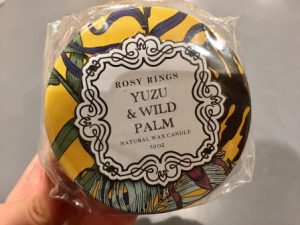 ROSY RINGS
YUZU
& WILD
PALM
NATURAL WAX CANDLE